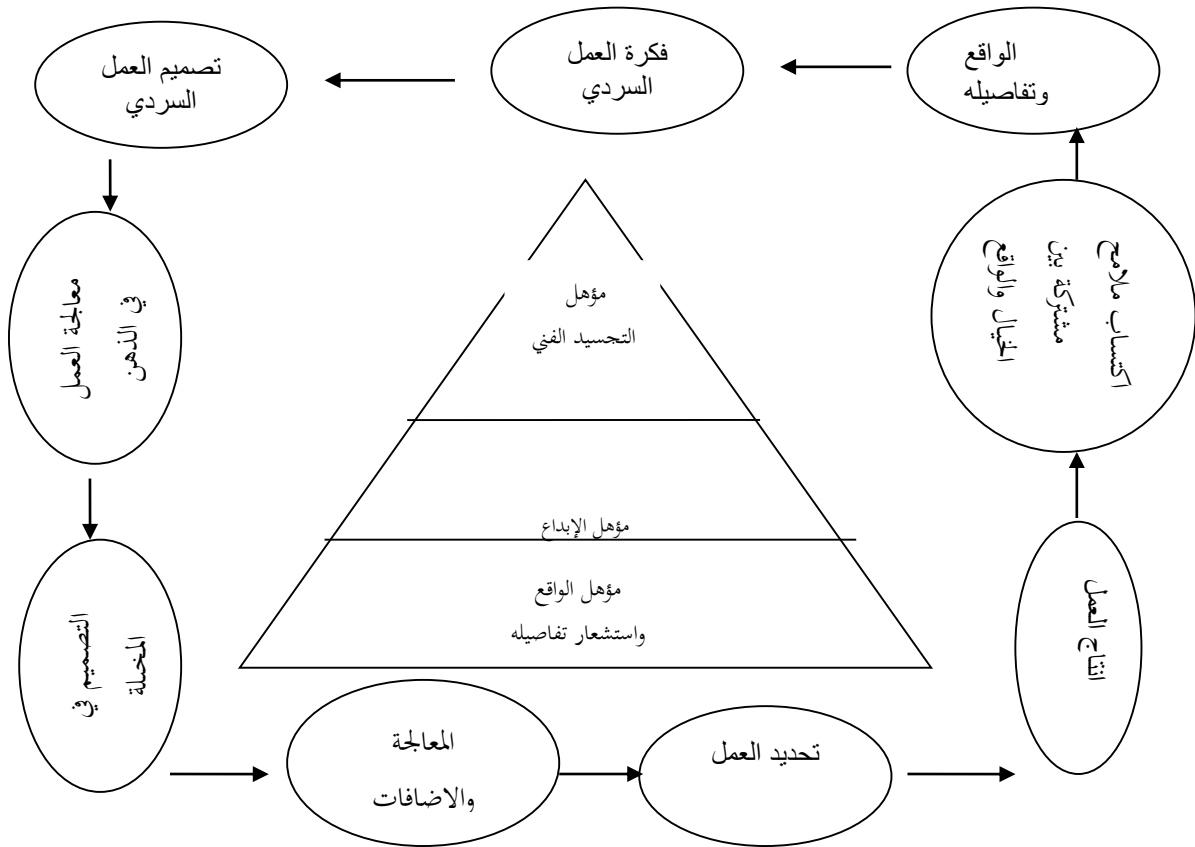 الواقع
وتفاصيله
فكرة العمل
السردي
تصميم العمل
السردي
معالجة العمل
في الذهن
التصميم في
المخيلة
المعالجة
والاضافات
تحديد العمل
انتاج العمل
اكتساب ملامح
مشتركة بين
الخيال والواقع
مؤهل
التجسيد الفني
مؤهل الإبداع
مؤهل الواقع
واستشعار تفاصيله